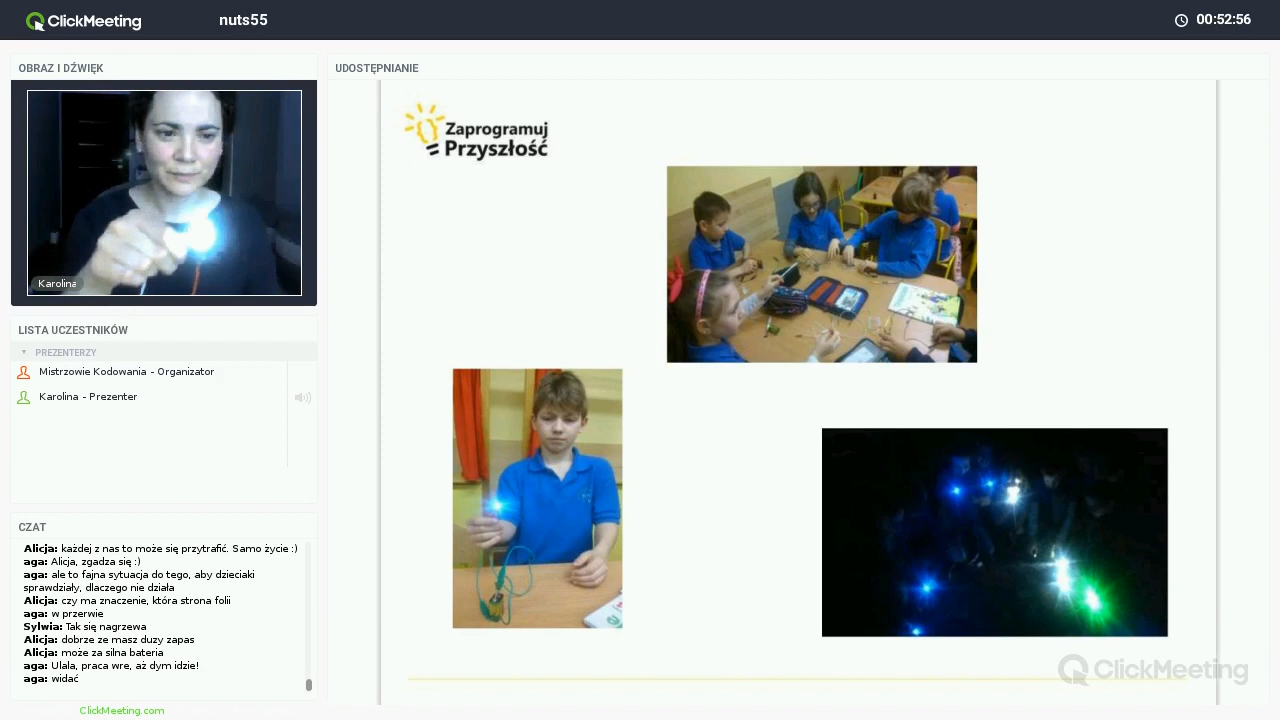 ClickMeeting
nuts55
00:52:56
OBRAZ I DŹWIĘK
Karolina
LISTA UCZESTNIKÓW
PREZENTERZY
Mistrzowie Kodowania - Organizator
Karolina - Prezenter
CZAT
Alicja: każdej z nas to może się przytrafić. Samo życie :)
aga: Alicja, zgadza się :)
aga: ale to fajna sytuacja do tego, aby dzieciaki
sprawdziały, dlaczego nie działa
Alicja: czy ma znaczenie, która strona folii
aga: w przerwie
Sylwia: Tak się nagrzewa
Alicja: dobrze ze masz duzy zapas
Alicja: może za silna bateria
aga: Ulala, praca wre, aż dym idzie!
aga: widać
ClickMeeting.com
UDOSTĘPNIANIE
Zaprogramuj
Przyszłość
ClickMeeting